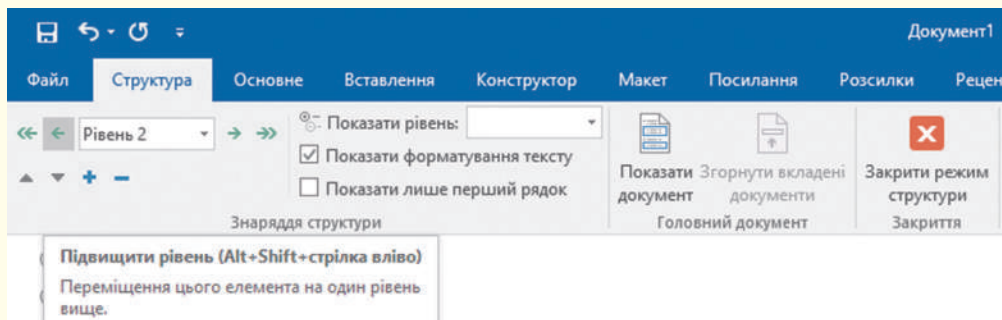 Документ1
Файл Структура Основне Вставлення Конструктор Макет Посилання Розсилки Рецен
Рівень 2
Показати рівень:
Показати форматування тексту
Показати лише перший рядок
Знаряддя структури
Показати документ
Згорнути вкладені документи
Головний документ
Закрити режим структури
Закриття
Підвищити рівень (Alt+Shift+стрілка вліво)
Переміщення цього елемента на один рівень
вище.